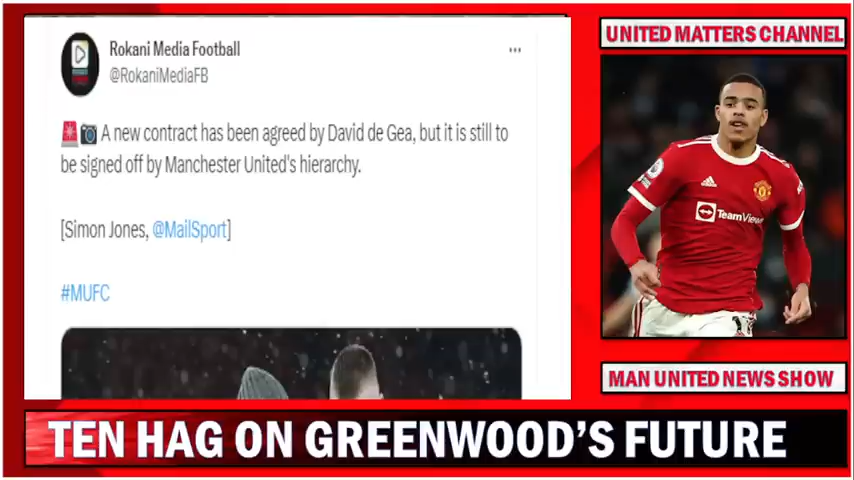 Rokani Media Football
@RokaniMediaFB
A new contract has been agreed by David de Gea, but it is still to
be signed off by Manchester United's hierarchy.
[Simon Jones, @MailSport]
#MUFC
UNITED MATTERS CHANNEL
TeamView
MAN UNITED NEWS SHOW
TEN HAG ON GREENWOOD'S FUTURE